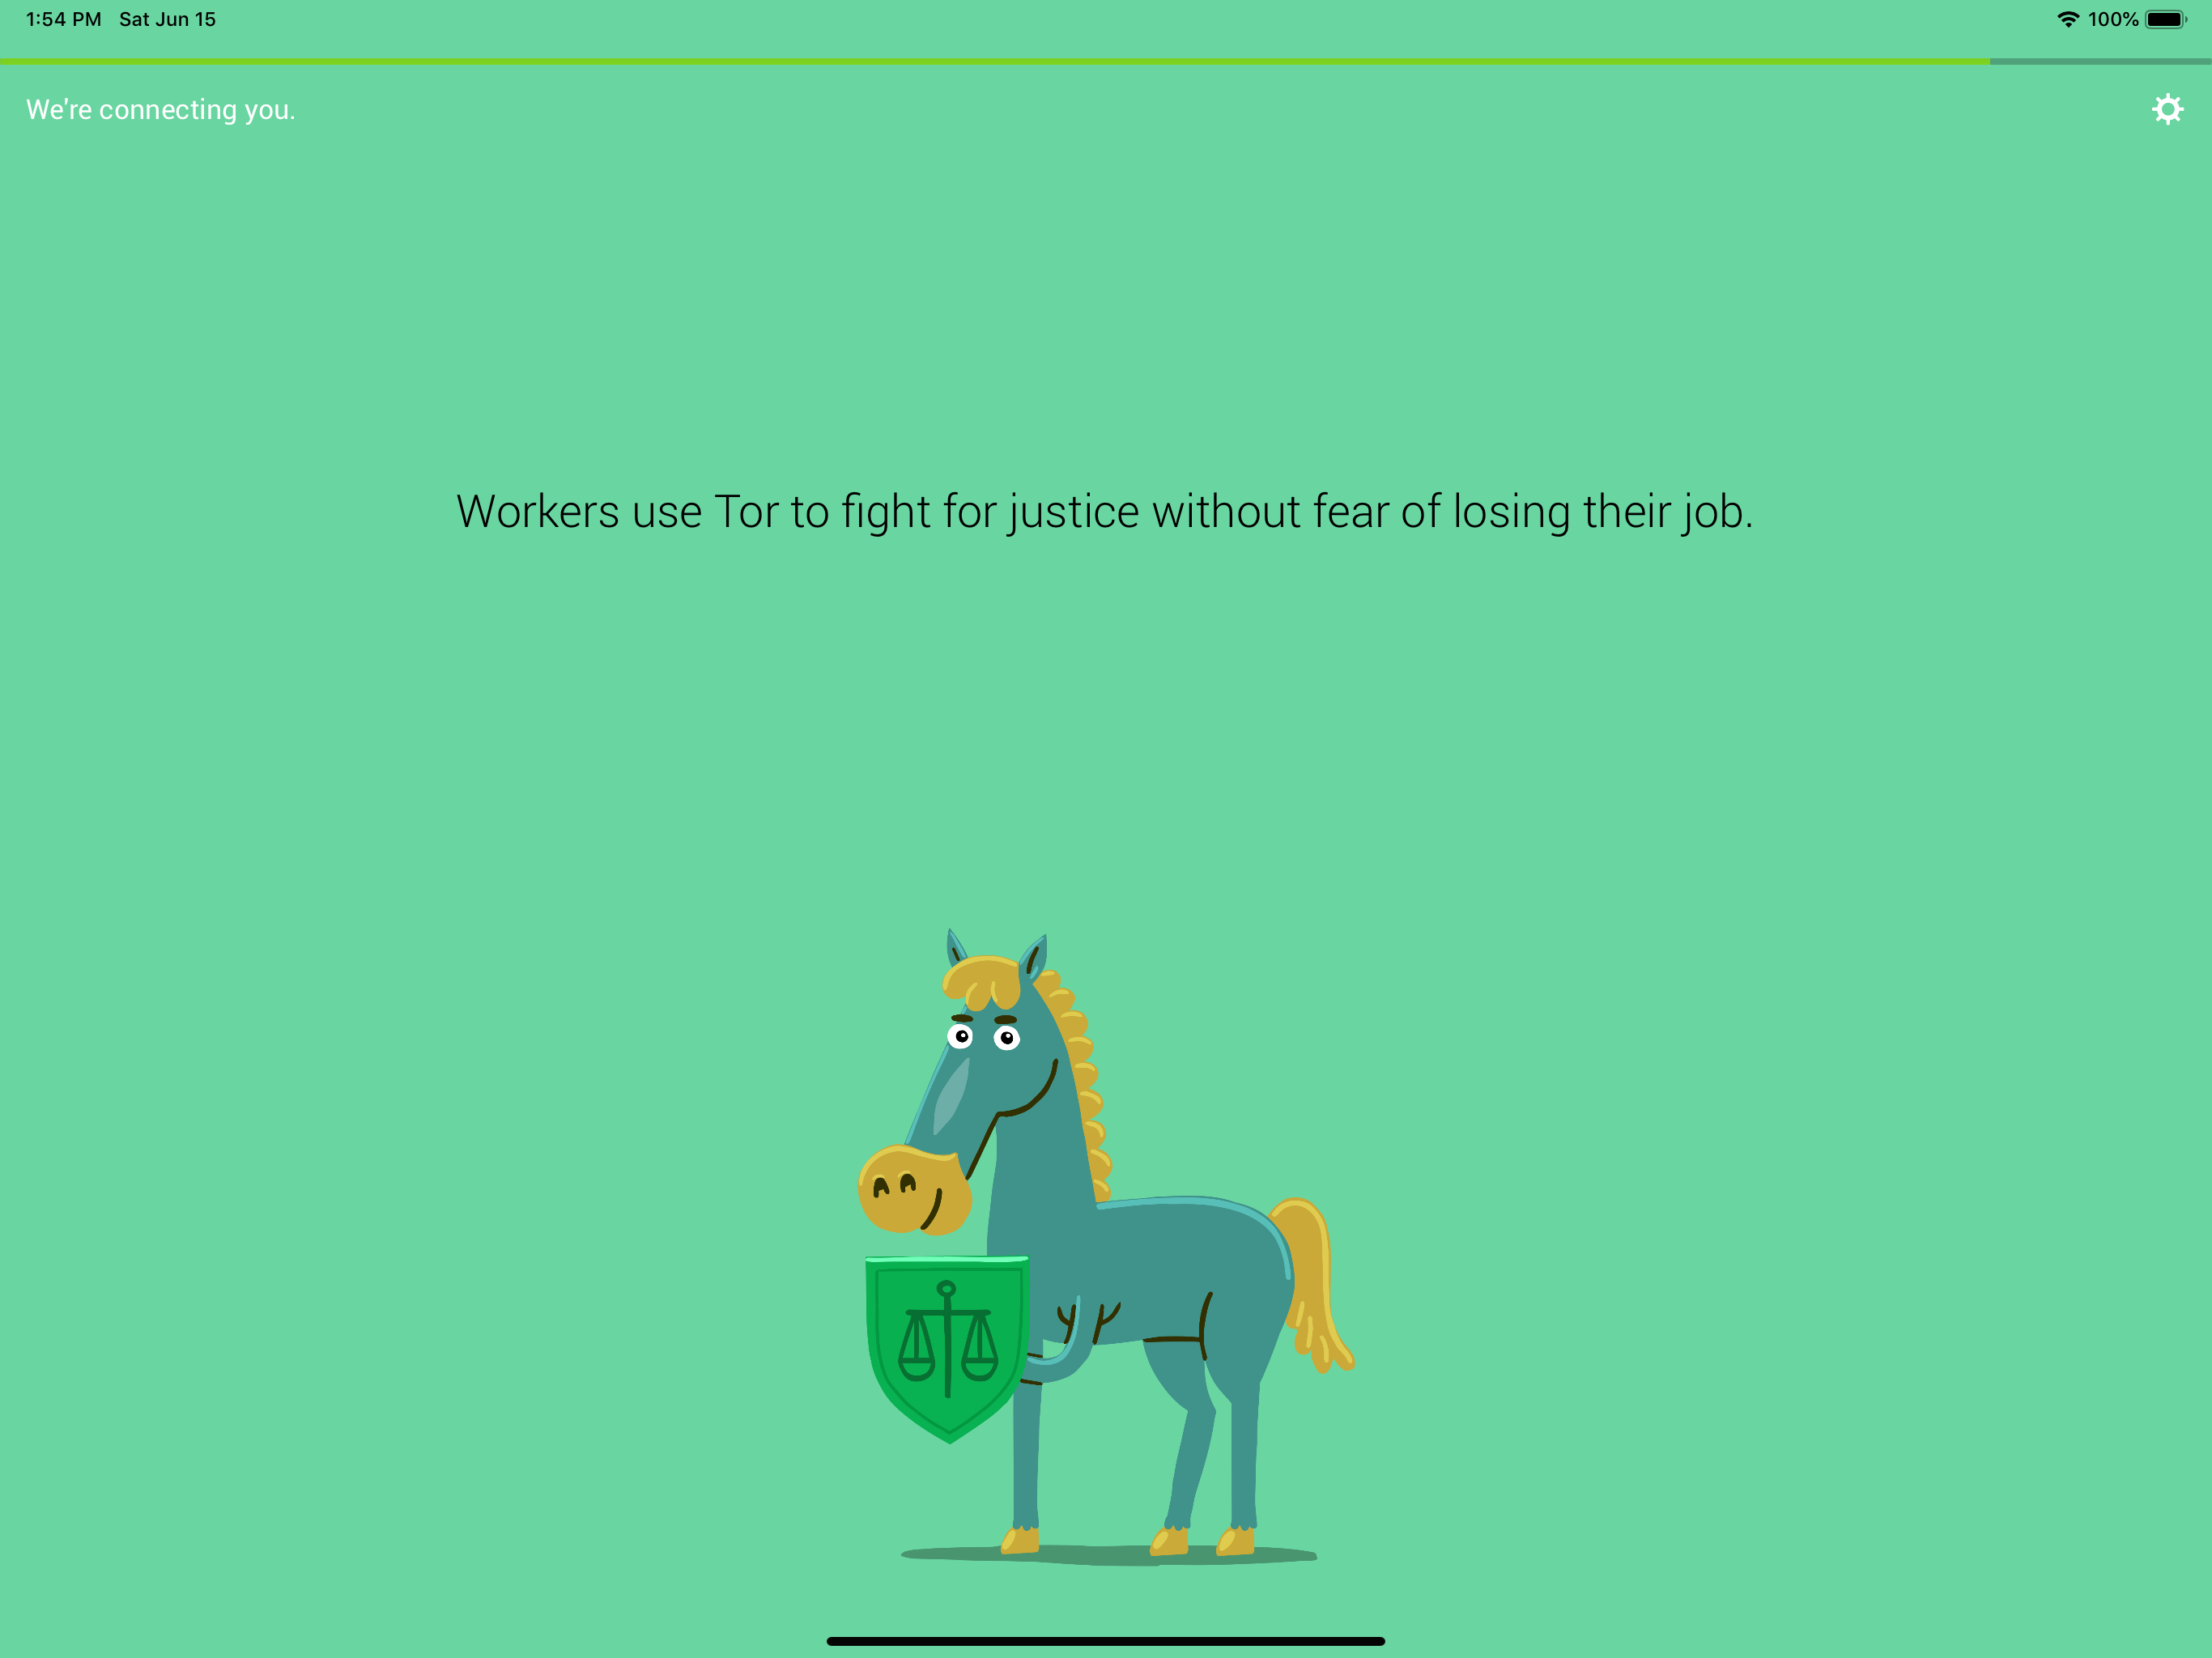 1:54 PM Sat Jun 15
100%
We're connecting you.
Workers use Tor to fight for justice without fear of losing their job.